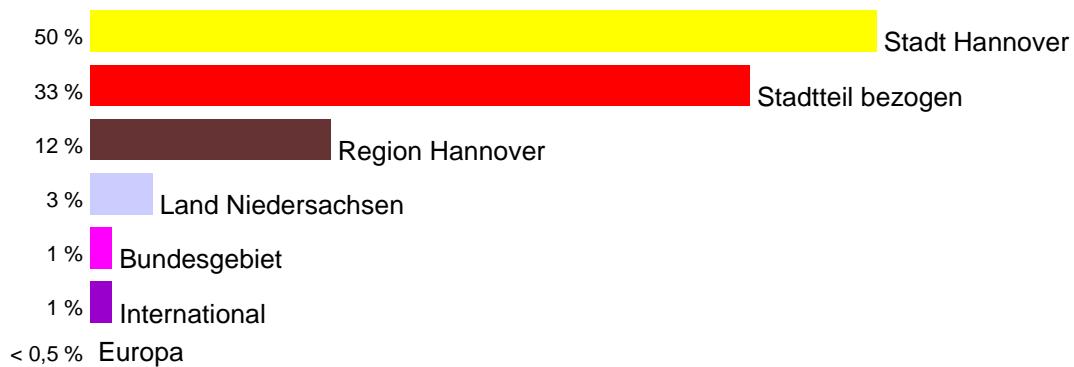 50 % Stadt Hannover
33 % Stadtteil bezogen
12 % Region Hannover
3 % Land Niedersachsen
1 % Bundesgebiet
1 % International
< 0,5 % Europa